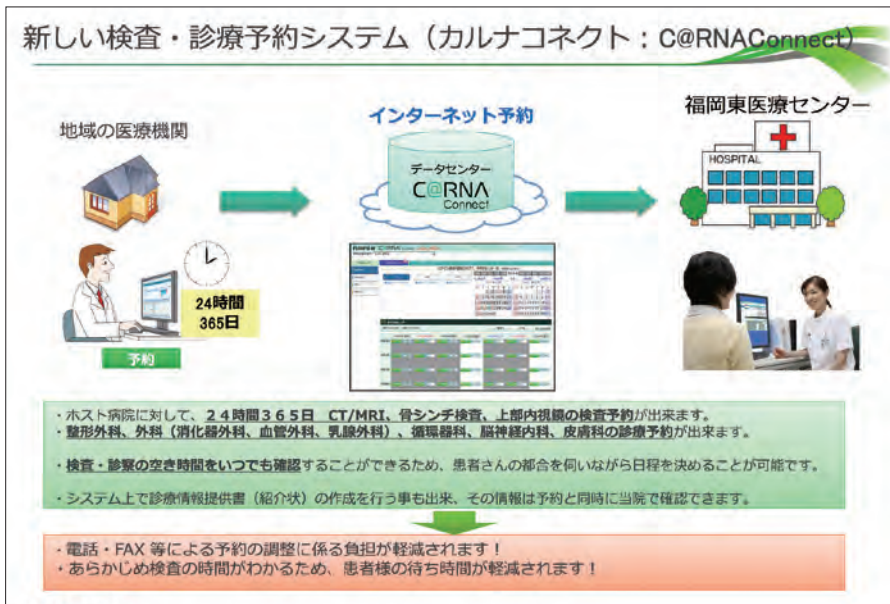 新しい検査・診療予約システム(カルナコネクト:C@RNAConnect)
地域の医療機関
インターネット予約
福岡東医療センター
データセンター
C@RNA
Connect
HOSPITAL
24時間
365日
予約
・ホスト病院に対して、24時間365日 CT/MRI、骨シンチ検査、上部内視鏡の検査予約が出来ます。
・整形外科、外科(消化器外科、血管外科、乳腺外科)、循環器科、脳神経内科、皮膚科の診療予約が出来ます。
・検査・診察の空き時間をいつでも確認することができるため、患者さんの都合を伺いながら日程を決めることが可能です。
・システム上で診療情報提供書(紹介状)の作成を行う事も出来、その情報は予約と同時に当院で確認できます。
・電話・FAX 等による予約の調整に係る負担が軽減されます!
・あらかじめ検査の時間がわかるため、患者様の待ち時間が軽減されます!